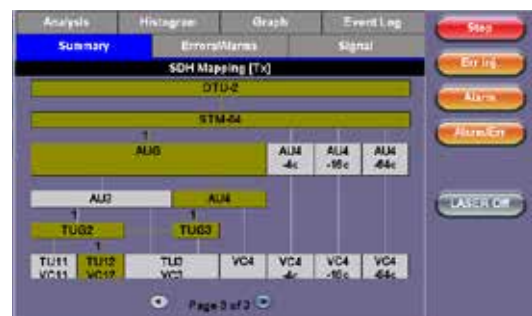 Analysis Histogram Graph Event Log
Summary Errors/Alarms Signal
SDH Mapping [Tx]
OTU-2
STM-64
1
AUG AU4 -4c AU4 -16c AU4 -64c
AU3 AU4
1 1
TUG2 TUG3
1
TU11 VC11 TU12 VC12 TU3 VC3 VC4 VC4 -4c VC4 -16c VC4 -64c
Page of
Stop
Err Inj.
Alarm
Alarm/Err
LASER Off